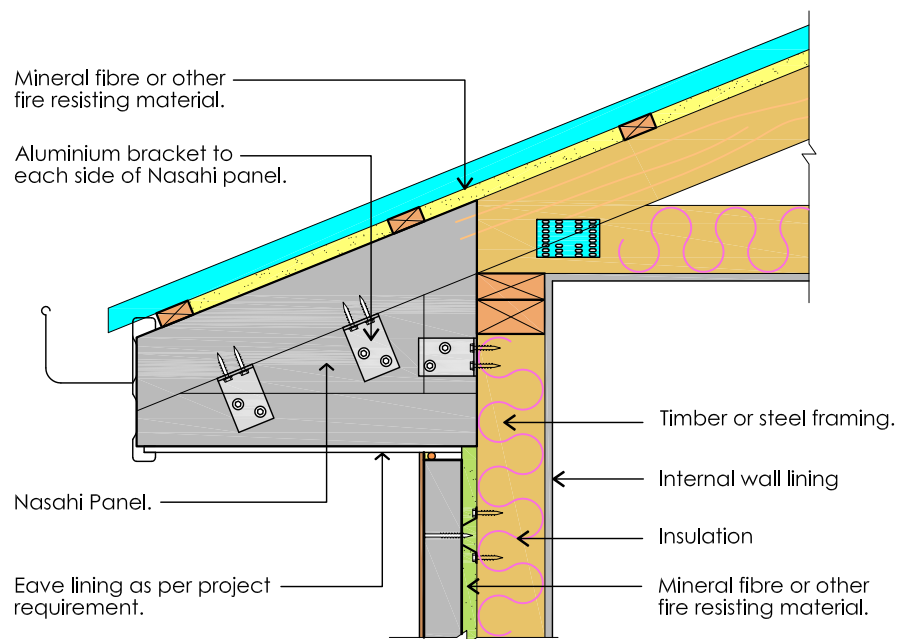 Mineral fibre or other
fire resisting material.
Aluminium bracket to
each side of Nasahi panel.
Nasahi Panel.
Eave lining as per project
requirement.
Timber or steel framing.
Internal wall lining
Insulation
Mineral fibre or other
fire resisting material.